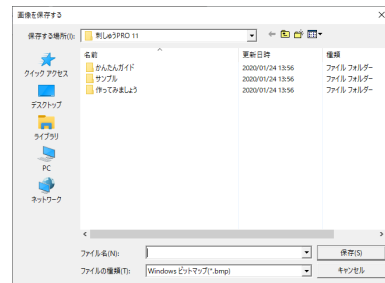 画像を保存する
保存する場所(I): 刺しゅうPRO 11
名前 更新日時 種類
かんたんガイド 2020/01/24 13:56 ファイル フォルダー
サンプル 2020/01/24 13:56 ファイル フォルダー
作ってみましょう 2020/01/24 13:56 ファイル フォルダー
クイック アクセス
デスクトップ
ライブラリ
PC
ネットワーク
ファイル名(N): 保存(S)
ファイルの種類(T): Windows ビットマップ(*.bmp) キャンセル